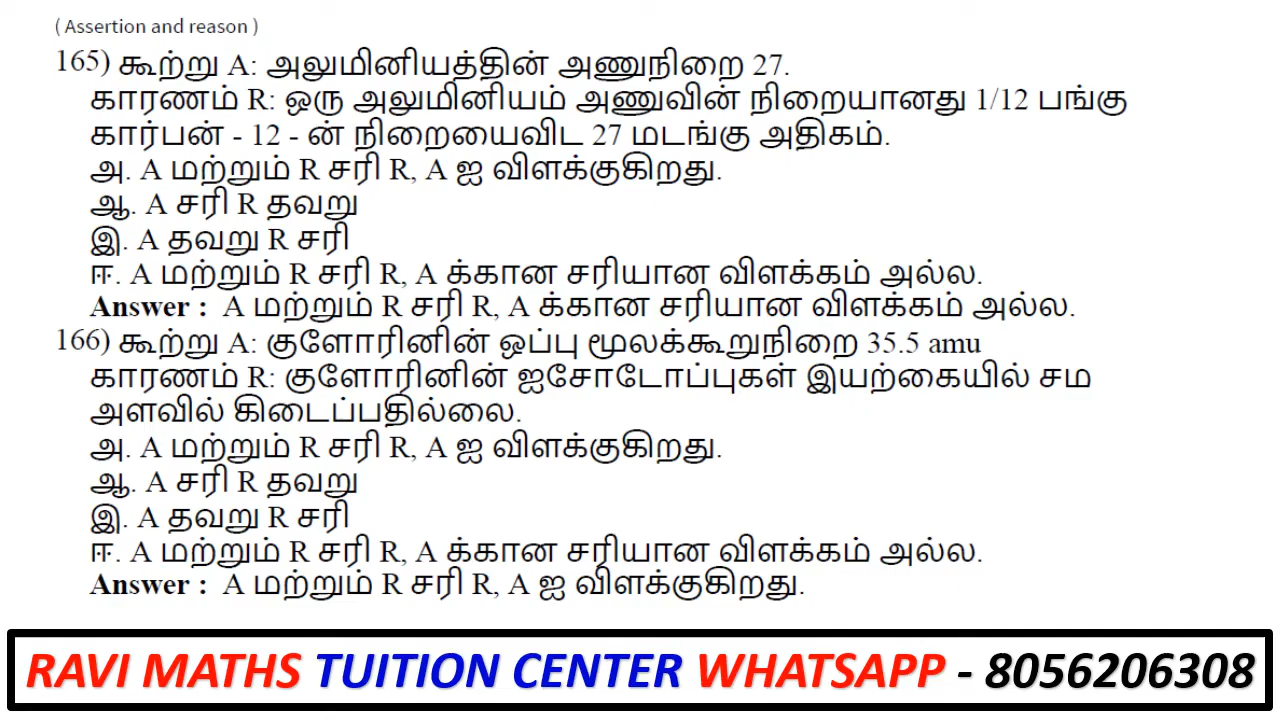 ( Assertion and reason )
165) கூற்று A: அலுமினியத்தின் அணுநிறை 27.
காரணம் R: ஒரு அலுமினியம் அணுவின் நிறையானது 1/12 பங்கு
கார்பன் - 12 - ன் நிறையைவிட 27 மடங்கு அதிகம்.
அ. A மற்றும் R சரி R, A ஐ விளக்குகிறது.
ஆ. A சரி R தவறு
இ. A தவறு R சரி
ஈ. A மற்றும் R சரி R, A க்கான சரியான விளக்கம் அல்ல.
Answer : A மற்றும் R சரி R, A க்கான சரியான விளக்கம் அல்ல.
166) கூற்று A: குளோரினின் ஒப்பு மூலக்கூறுநிறை 35.5 amu
காரணம் R: குளோரினின் ஐசோடோப்புகள் இயற்கையில் சம
அளவில் கிடைப்பதில்லை.
அ. A மற்றும் R சரி R, A ஐ விளக்குகிறது.
ஆ. A சரி R தவறு
இ. A தவறு R சரி
ஈ. A மற்றும் R சரி R, A க்கான சரியான விளக்கம் அல்ல.
Answer : A மற்றும் R சரி R, A ஐ விளக்குகிறது.
RAVI MATHS TUITION CENTER WHATSAPP - 8056206308